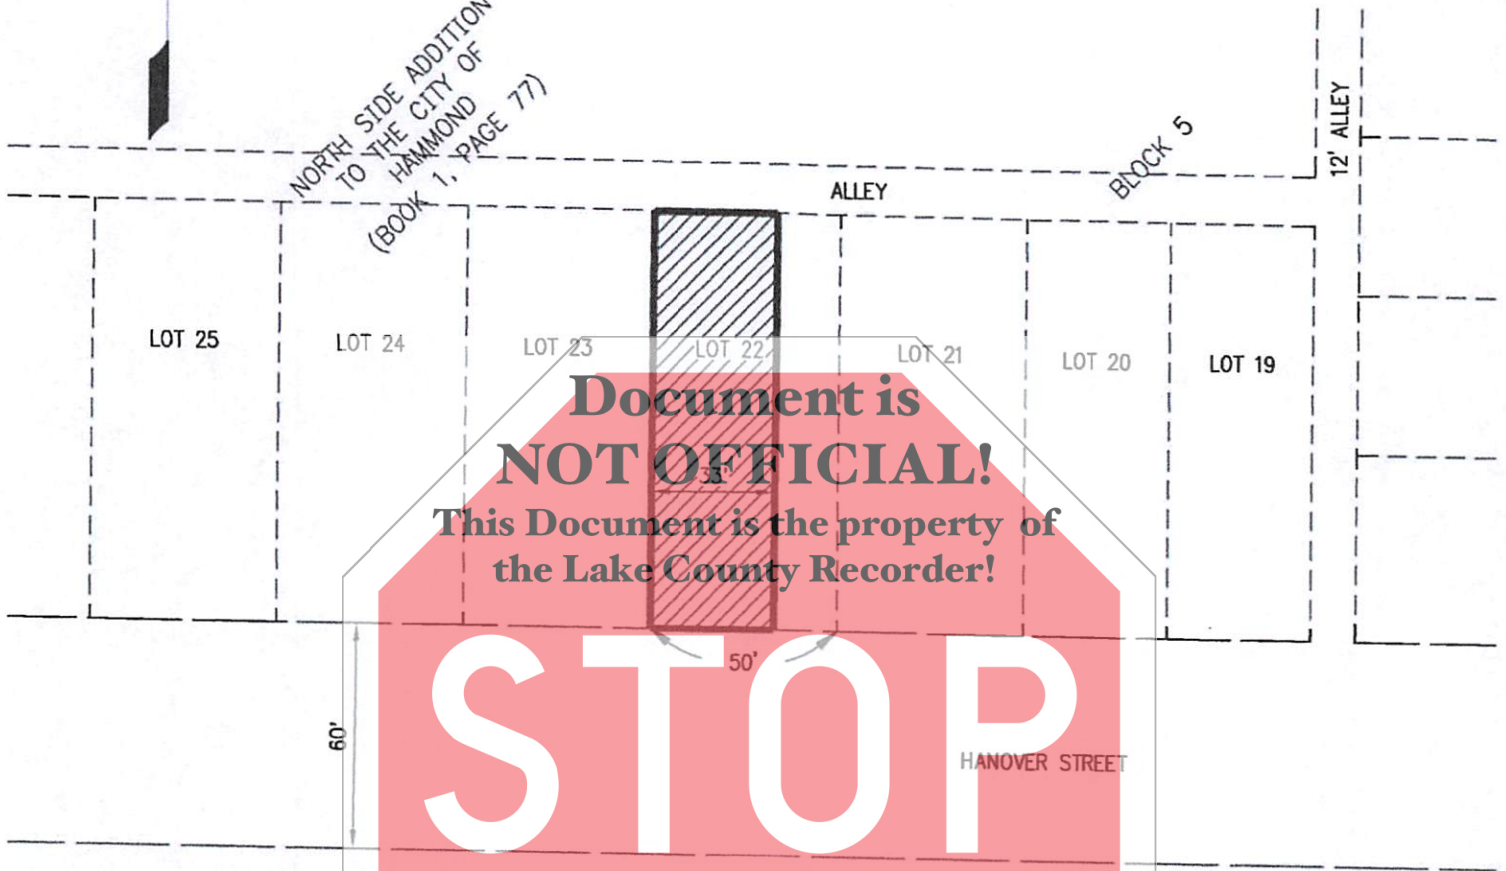 NORTH SIDE ADDITION
TO THE CITY OF
HAMMOND
(BOOK 1, PAGE 77)
ALLEY
BLOCK 5
12' ALLEY
LOT 25
LOT 24
LOT 23
LOT 22
LOT 21
LOT 20
LOT 19
Document is
NOT OFFICIAL!
33'
This Document is the property of
the Lake County Recorder!
50'
STOP
60'
HANOVER STREET